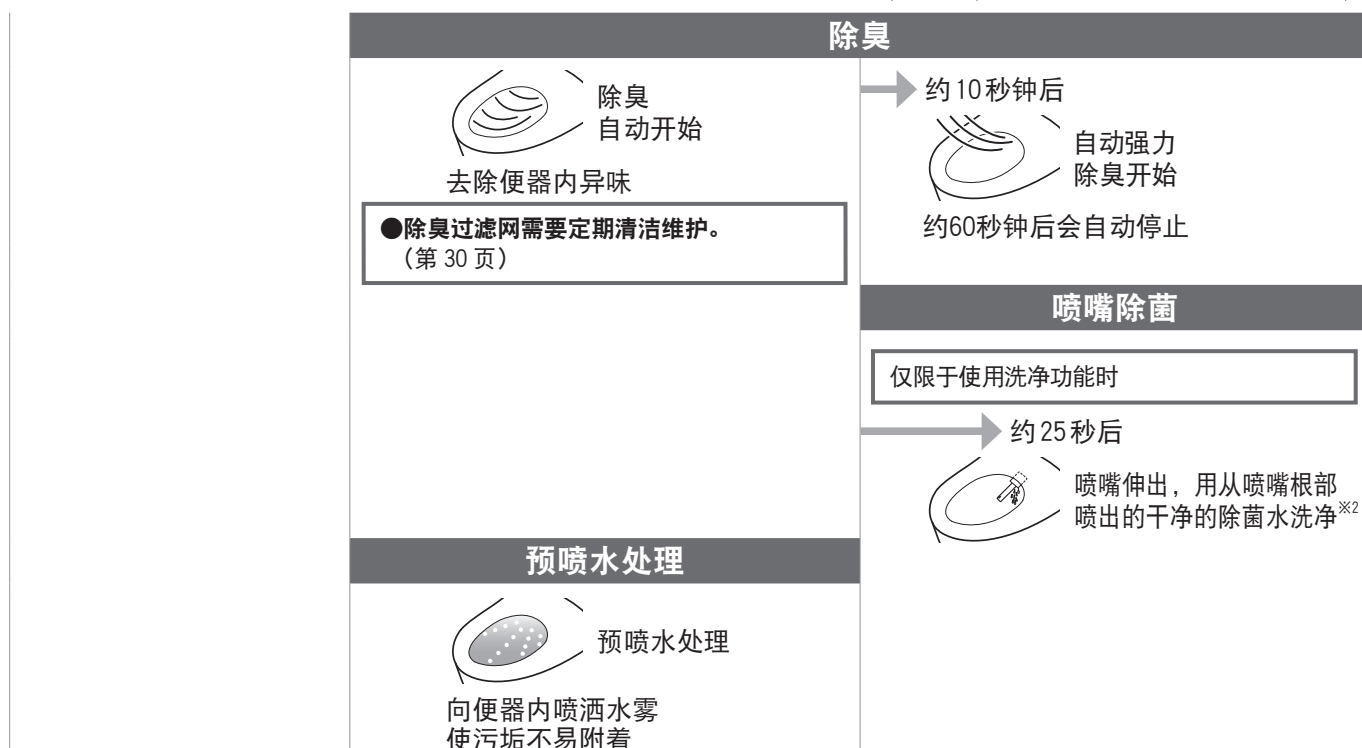 除臭
除臭
自动开始
去除便器内异味
●除臭过滤网需要定期清洁维护。
（第 30 页）
约10秒钟后
自动强力
除臭开始
约60秒钟后会自动停止
喷嘴除菌
仅限于使用洗净功能时
约25秒后
喷嘴伸出，用从喷嘴根部
喷出的干净的除菌水洗净※2
预喷水处理
预喷水处理
向便器内喷洒水雾
使污垢不易附着